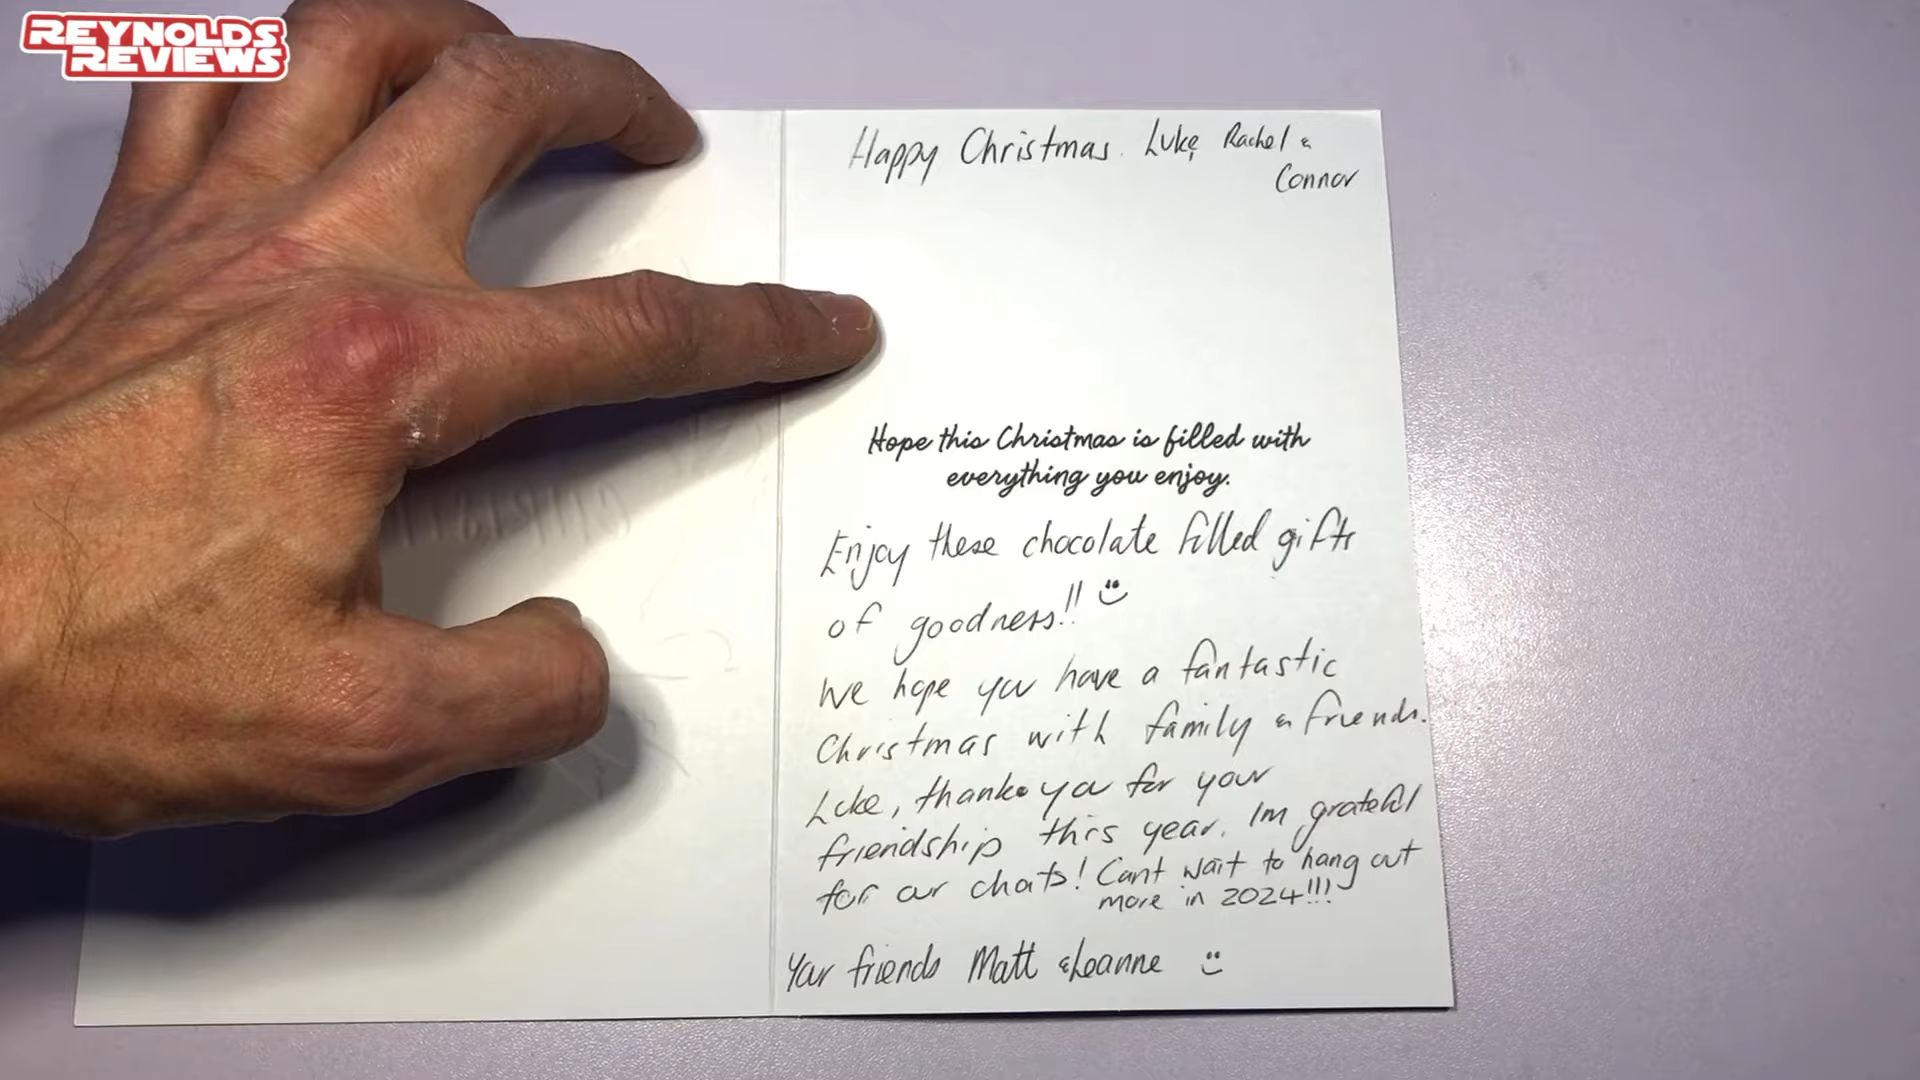 REYNOLDS
REVIEWS
Happy Christmas. Luke, Rachel &
Connor
Hope this Christmas is filled with
everything you enjoy.
Enjoy these chocolate filled gifts
of goodness!! :)
We hope you have a fantastic
Christmas with family & friends.
Luke, thank you for your
friendship this year. Im grateful
for our chats! Cant wait to hang out
more in 2024!!!
Your friends Matt & Leanne :)